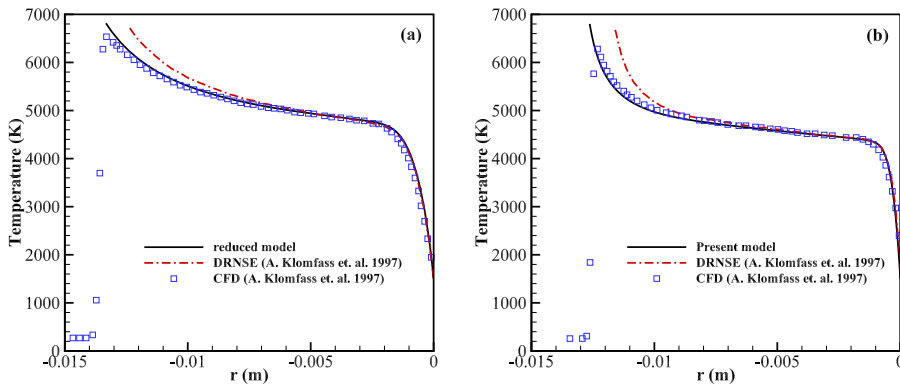 (a)
Temperature (K)
7000
6000
5000
4000
3000
2000
1000
0
reduced model
DRNSE (A. Klomfass et. al. 1997)
CFD (A. Klomfass et. al. 1997)
-0.015
-0.01
-0.005
0
r (m)
(b)
Temperature (K)
7000
6000
5000
4000
3000
2000
1000
0
Present model
DRNSE (A. Klomfass et. al. 1997)
CFD (A. Klomfass et. al. 1997)
-0.015
-0.01
-0.005
0
r (m)